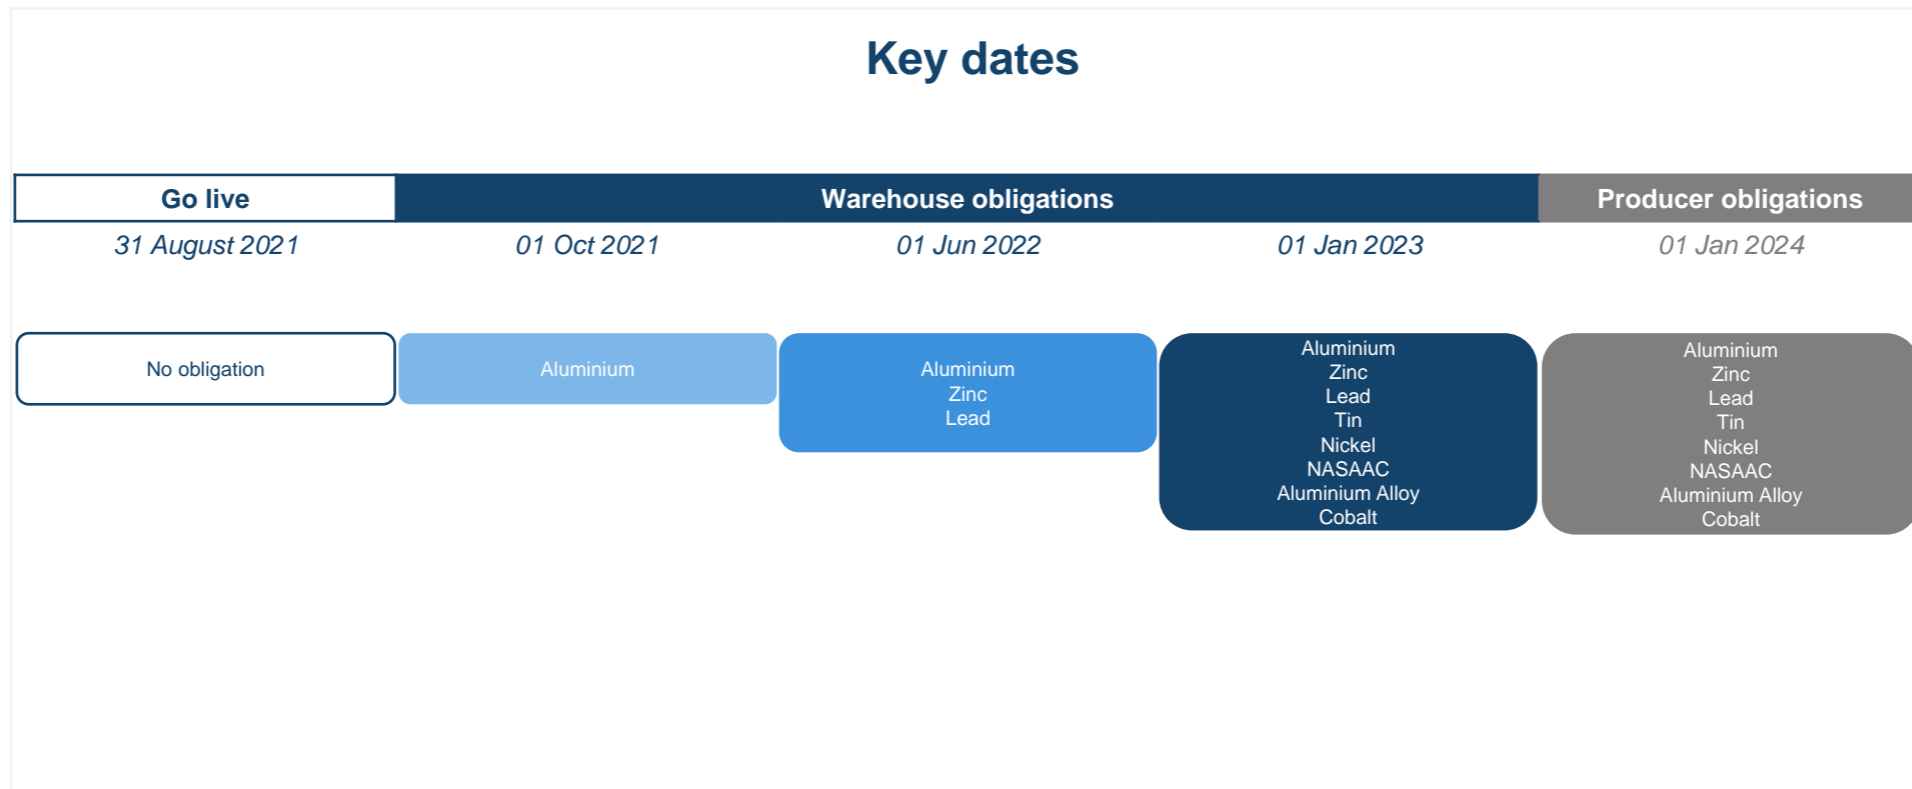 Key dates
Go live
Warehouse obligations
Producer obligations
31 August 2021
01 Oct 2021
01 Jun 2022
01 Jan 2023
01 Jan 2024
No obligation
Aluminium
Aluminium
Zinc
Lead
Aluminium
Zinc
Lead
Tin
Nickel
NASAAC
Aluminium Alloy
Cobalt
Aluminium
Zinc
Lead
Tin
Nickel
NASAAC
Aluminium Alloy
Cobalt